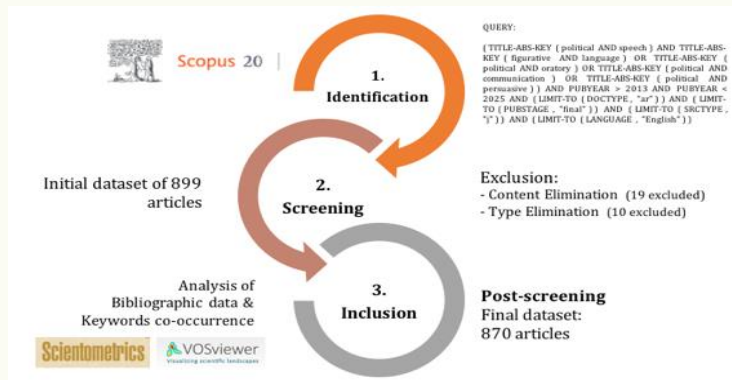 Scopus 20
QUERY:
( TITLE-ABS-KEY ( political AND speech ) AND TITLE-ABS-
KEY ( figurative AND language ) OR TITLE-ABS-KEY (
political AND oratory ) OR TITLE-ABS-KEY ( political AND
communication ) OR TITLE-ABS-KEY ( political AND
persuasive ) ) AND PUBYEAR > 2013 AND PUBYEAR <
2025 AND ( LIMIT-TO ( DOCTYPE , "ar" ) ) AND ( LIMIT-
TO ( PUBSTAGE , "final" ) ) AND ( LIMIT-TO ( SRCTYPE ,
"j" ) ) AND ( LIMIT-TO ( LANGUAGE , "English" ) )
1.
Identification
Initial dataset of 899
articles
2.
Screening
Exclusion:
- Content Elimination (19 excluded)
- Type Elimination (10 excluded)
Analysis of
Bibliographic data &
Keywords co-occurrence
Scientometrics
VOSviewer
Visualizing scientific landscapes
3.
Inclusion
Post-screening
Final dataset:
870 articles